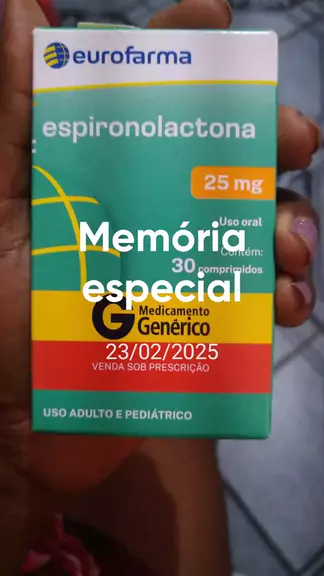 eurofarma
espironolactona
25 mg
Uso oral
Contém:
30 comprimidos
Memória
especial
G Medicamento
Genérico
23/02/2025
VENDA SOB PRESCRIÇÃO
USO ADULTO E PEDIÁTRICO